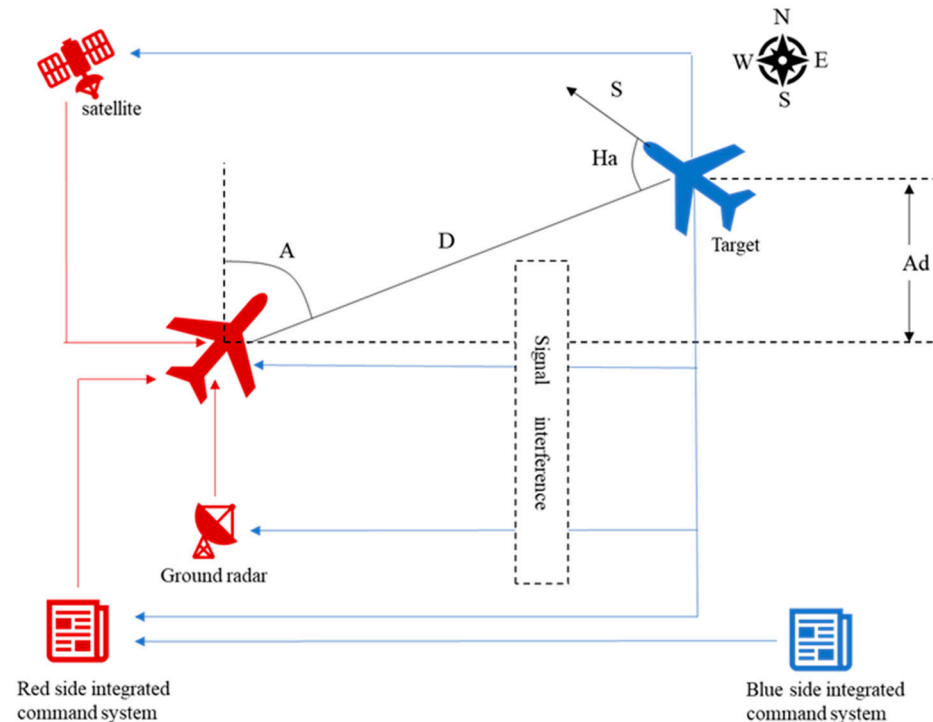 N
W E
S
satellite
S
Ha
A
D
Target
Ad
Signal interference
Ground radar
Red side integrated
command system
Blue side integrated
command system